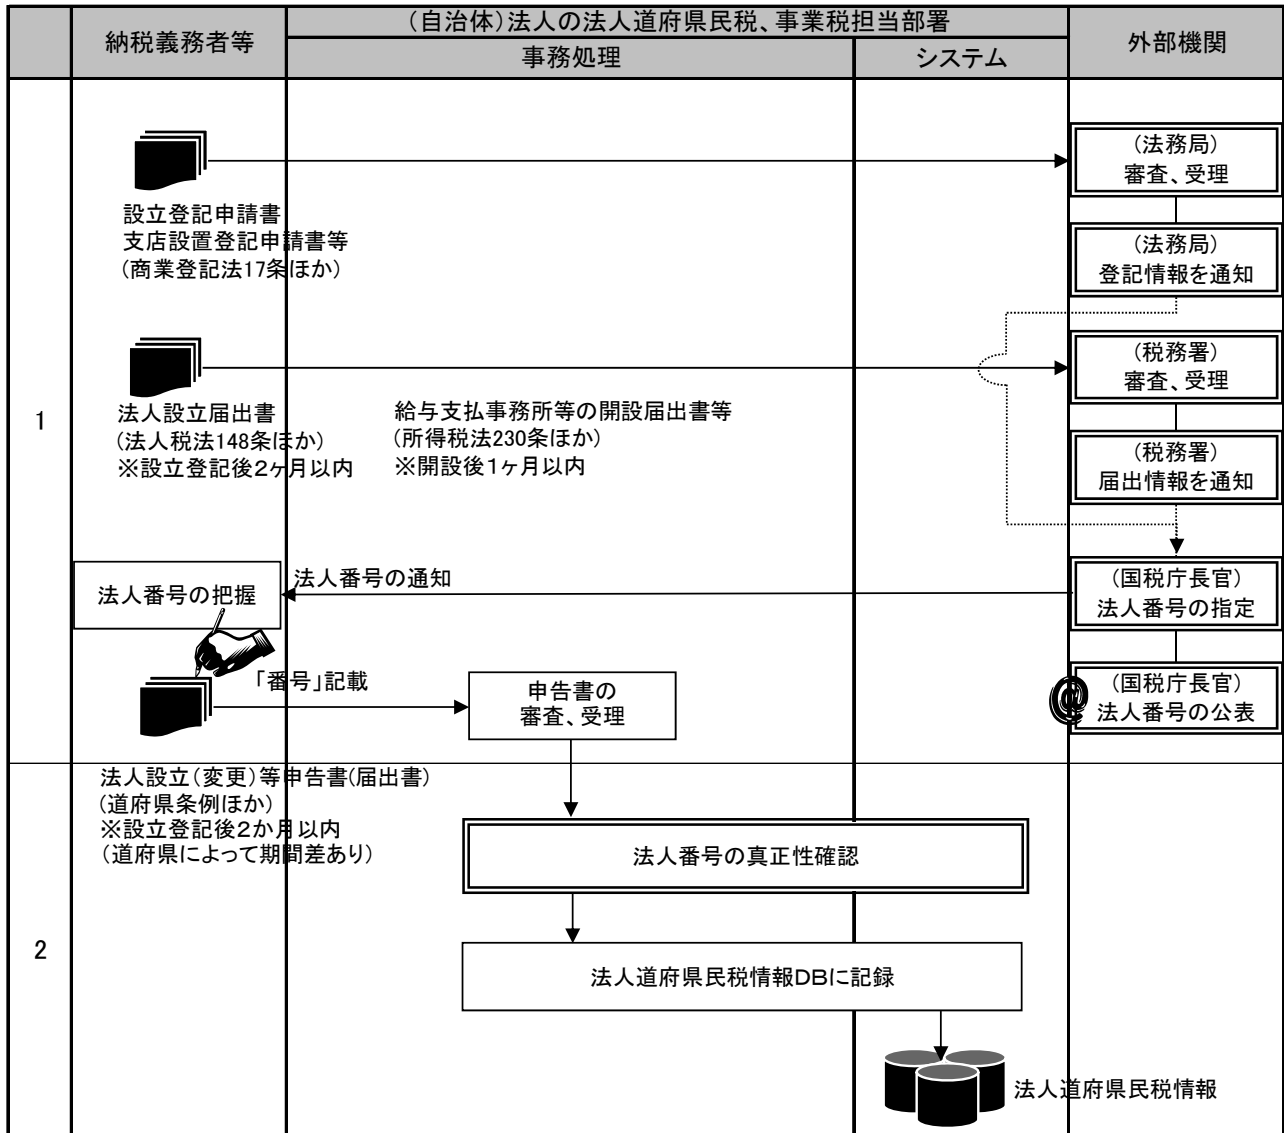 納税義務者等
(自治体)法人の法人道府県民税、事業税担当部署
事務処理
システム
外部機関
1
設立登記申請書
支店設置登記申請書等
(商業登記法17条ほか)
(法務局)
審査、受理
(法務局)
登記情報を通知
法人設立届出書
(法人税法148条ほか)
※設立登記後2ヶ月以内
給与支払事務所等の開設届出書等
(所得税法230条ほか)
※開設後1ヶ月以内
(税務署)
審査、受理
(税務署)
届出情報を通知
法人番号の把握
法人番号の通知
(国税庁長官)
法人番号の指定
「番号」記載
申告書の
審査、受理
@
(国税庁長官)
法人番号の公表
2
法人設立(変更)等申告書(届出書)
(道府県条例ほか)
※設立登記後2か月以内
(道府県によって期間差あり)
法人番号の真正性確認
法人道府県民税情報DBに記録
法人道府県民税情報